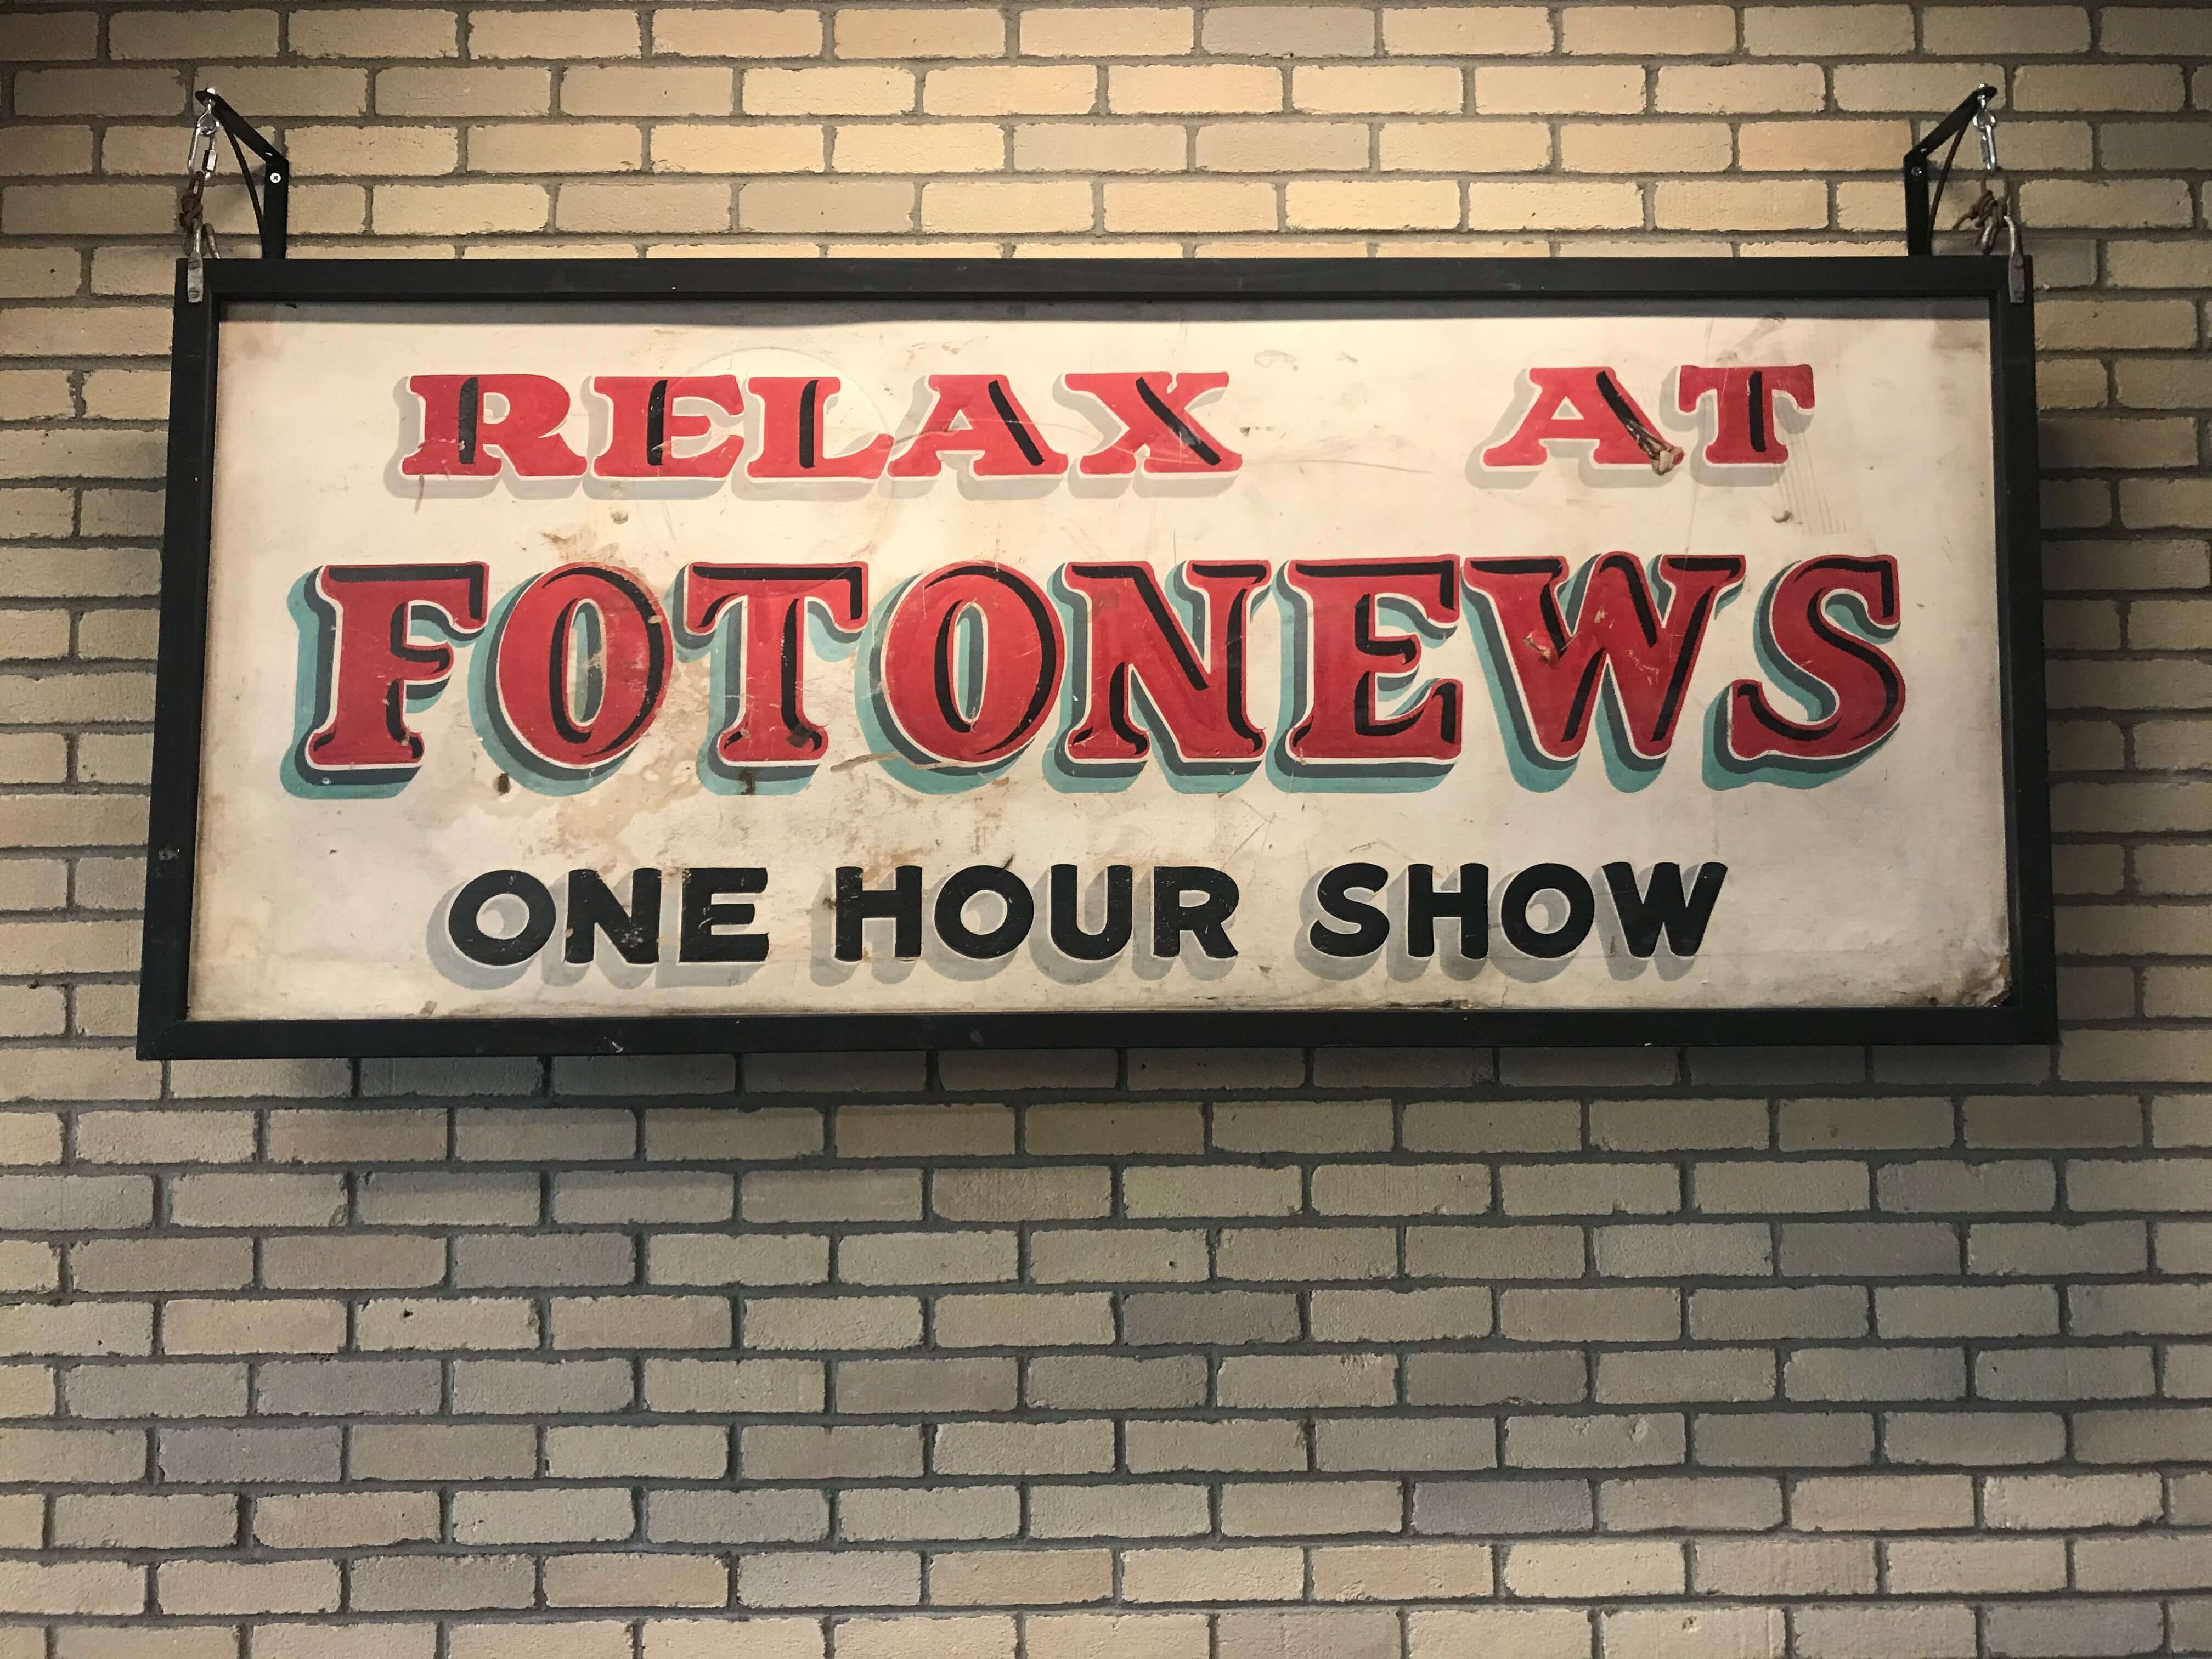 RELAX AT
FOTONEWS
ONE HOUR SHOW